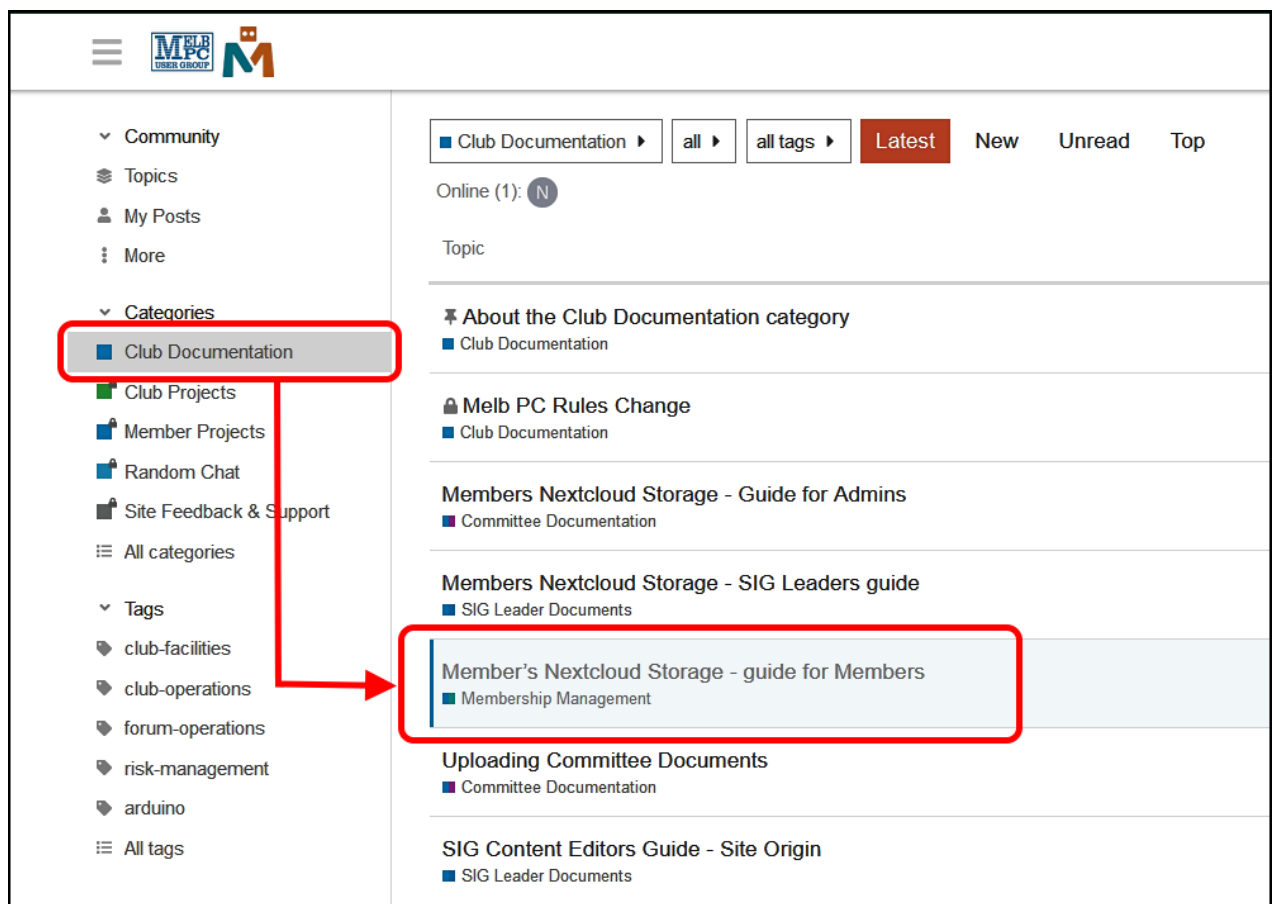 MELB
PC
USER GROUP
Community
Topics
My Posts
More
Categories
Club Documentation
Club Projects
Member Projects
Random Chat
Site Feedback & Support
All categories
Tags
club-facilities
club-operations
forum-operations
risk-management
arduino
All tags
Club Documentation all all tags Latest New Unread Top
Online (1): N
Topic
About the Club Documentation category
Club Documentation
Melb PC Rules Change
Club Documentation
Members Nextcloud Storage - Guide for Admins
Committee Documentation
Members Nextcloud Storage - SIG Leaders guide
SIG Leader Documents
Member’s Nextcloud Storage - guide for Members
Membership Management
Uploading Committee Documents
Committee Documentation
SIG Content Editors Guide - Site Origin
SIG Leader Documents